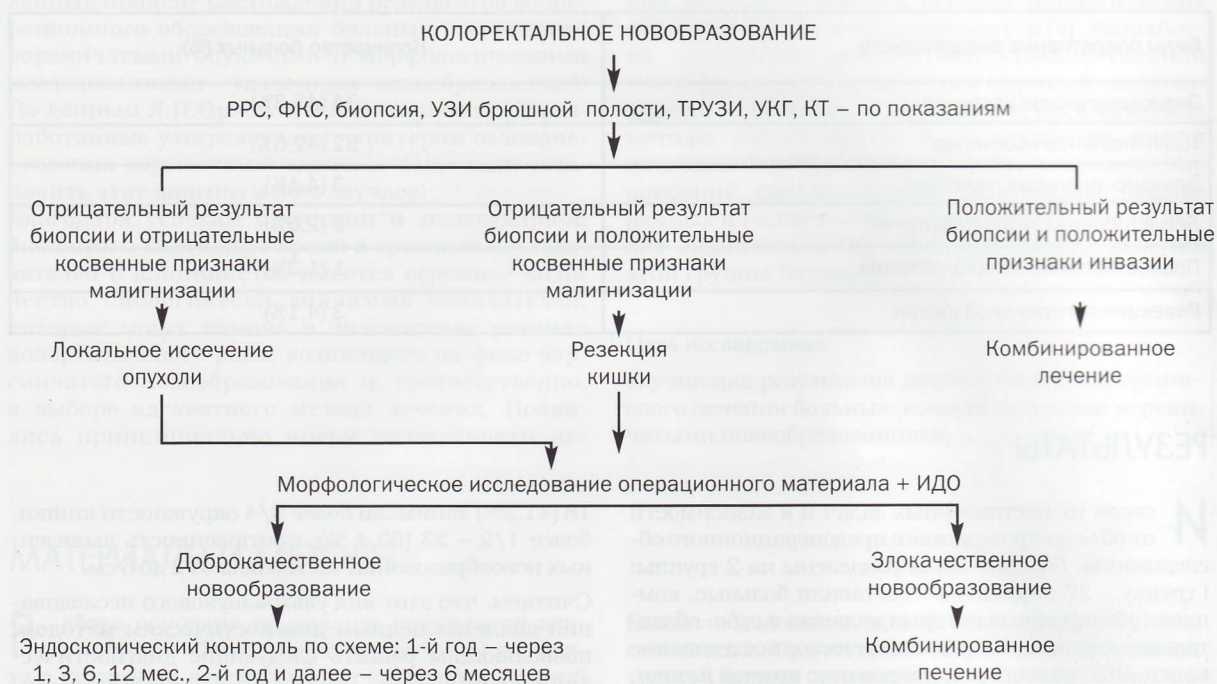 КОЛОРЕКТАЛЬНОЕ НОВОБРАЗОВАНИЕ
РРС, ФКС, биопсия, УЗИ брюшной полости, ТРУЗИ, УКГ, КТ – по показаниям
Отрицательный результат
биопсии и отрицательные
косвенные признаки
малигнизации
Отрицательный результат
биопсии и положительные
косвенные признаки
малигнизации
Положительный результат
биопсии и положительные
признаки инвазии
Локальное иссечение
опухоли
Резекция
кишки
Комбинированное
лечение
Морфологическое исследование операционного материала + ИДО
Доброкачественное
новообразование
Злокачественное
новообразование
Эндоскопический контроль по схеме: 1-й год – через
1, 3, 6, 12 мес., 2-й год и далее – через 6 месяцев
Комбинированное
лечение